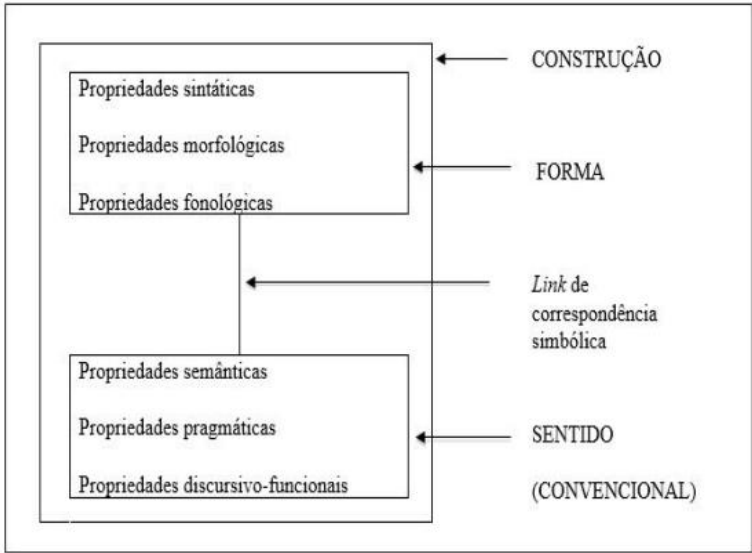 CONSTRUÇÃO
Propriedades sintáticas
Propriedades morfológicas
FORMA
Propriedades fonológicas
Link de
correspondência
simbólica
Propriedades semânticas
Propriedades pragmáticas
SENTIDO
Propriedades discursivo-funcionais
(CONVENCIONAL)